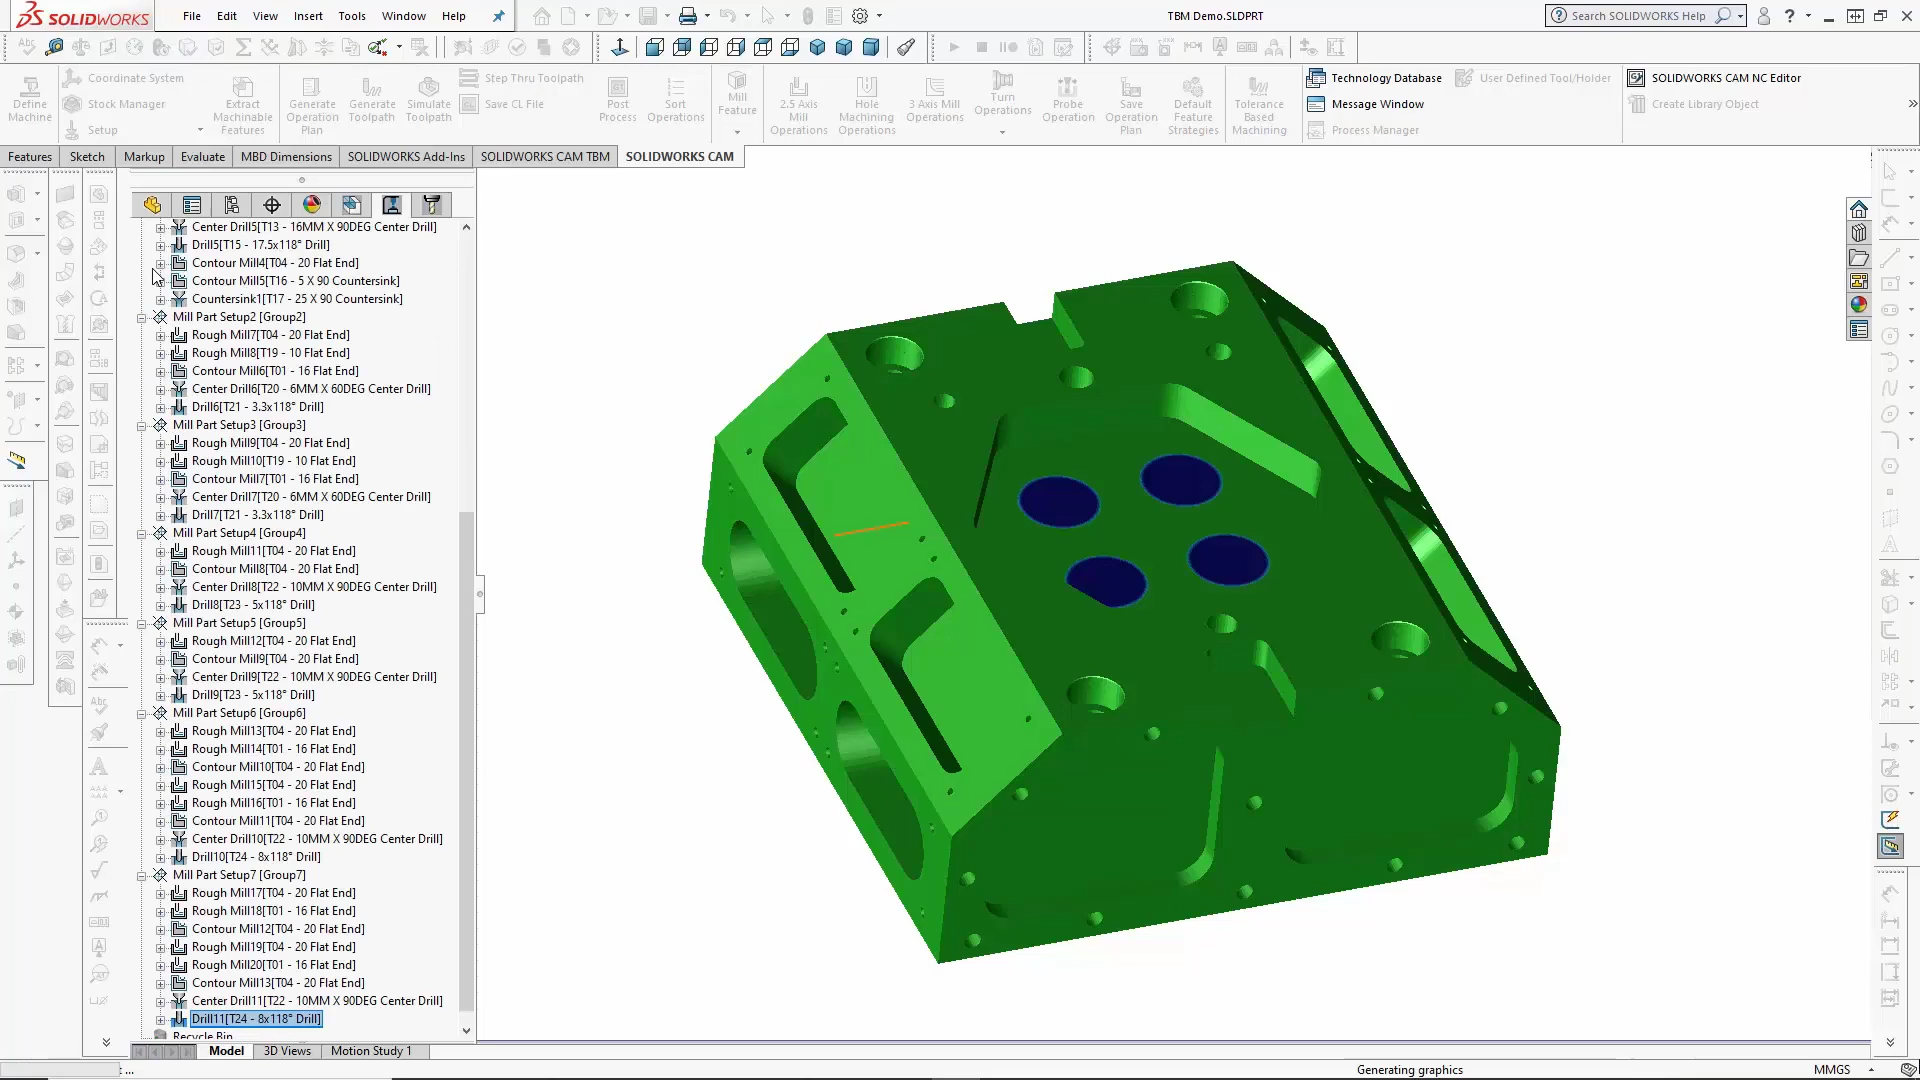 SOLIDWORKS
File Edit View Insert Tools Window Help
TBM Demo.SLDPRT
Search SOLIDWORKS Help
Define Machine
Coordinate System
Stock Manager
Setup
Extract Machinable Features
Generate Operation Plan
Generate Toolpath
Simulate Toolpath
Step Thru Toolpath
Save CL File
Post Process
Sort Operations
Mill Feature
2.5 Axis Mill Operations
Hole Machining Operations
3 Axis Mill Operations
Turn Operations
Probe Operation
Save Operation Plan
Default Feature Strategies
Tolerance Based Machining
Technology Database
Message Window
Process Manager
User Defined Tool/Holder
SOLIDWORKS CAM NC Editor
Create Library Object
Features Sketch Markup Evaluate MBD Dimensions SOLIDWORKS Add-Ins SOLIDWORKS CAM TBM SOLIDWORKS CAM
Center Drill5[T13 - 16MM X 90DEG Center Drill]
Drill5[T15 - 17.5x118° Drill]
Contour Mill4[T04 - 20 Flat End]
Contour Mill5[T16 - 5 X 90 Countersink]
Countersink1[T17 - 25 X 90 Countersink]
Mill Part Setup2 [Group2]
Rough Mill7[T04 - 20 Flat End]
Rough Mill8[T19 - 10 Flat End]
Contour Mill6[T01 - 16 Flat End]
Center Drill6[T20 - 6MM X 60DEG Center Drill]
Drill6[T21 - 3.3x118° Drill]
Mill Part Setup3 [Group3]
Rough Mill9[T04 - 20 Flat End]
Rough Mill10[T19 - 10 Flat End]
Contour Mill7[T01 - 16 Flat End]
Center Drill7[T20 - 6MM X 60DEG Center Drill]
Drill7[T21 - 3.3x118° Drill]
Mill Part Setup4 [Group4]
Rough Mill11[T04 - 20 Flat End]
Contour Mill8[T04 - 20 Flat End]
Center Drill8[T22 - 10MM X 90DEG Center Drill]
Drill8[T23 - 5x118° Drill]
Mill Part Setup5 [Group5]
Rough Mill12[T04 - 20 Flat End]
Contour Mill9[T04 - 20 Flat End]
Center Drill9[T22 - 10MM X 90DEG Center Drill]
Drill9[T23 - 5x118° Drill]
Mill Part Setup6 [Group6]
Rough Mill13[T04 - 20 Flat End]
Rough Mill14[T01 - 16 Flat End]
Contour Mill10[T04 - 20 Flat End]
Rough Mill15[T04 - 20 Flat End]
Rough Mill16[T01 - 16 Flat End]
Contour Mill11[T04 - 20 Flat End]
Center Drill10[T22 - 10MM X 90DEG Center Drill]
Drill10[T24 - 8x118° Drill]
Mill Part Setup7 [Group7]
Rough Mill17[T04 - 20 Flat End]
Rough Mill18[T01 - 16 Flat End]
Contour Mill12[T04 - 20 Flat End]
Rough Mill19[T04 - 20 Flat End]
Rough Mill20[T01 - 16 Flat End]
Contour Mill13[T04 - 20 Flat End]
Center Drill11[T22 - 10MM X 90DEG Center Drill]
Drill11[T24 - 8x118° Drill]
Recycle Bin
Model 3D Views Motion Study 1
Generating graphics
MMGS